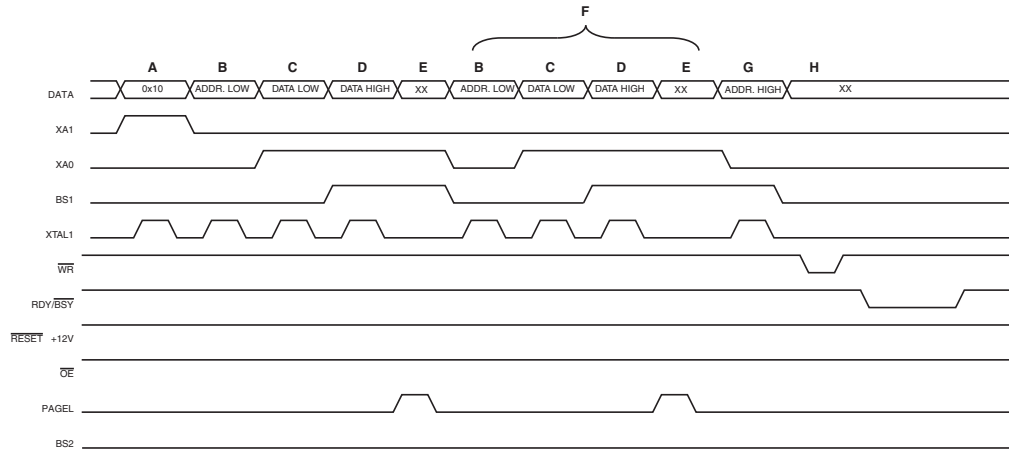 F
A B C D E B C D E G H
DATA 0x10 ADDR. LOW DATA LOW DATA HIGH XX ADDR. LOW DATA LOW DATA HIGH XX ADDR. HIGH XX
XA1
XA0
BS1
XTAL1
WR
RDY/BSY
RESET +12V
OE
PAGEL
BS2